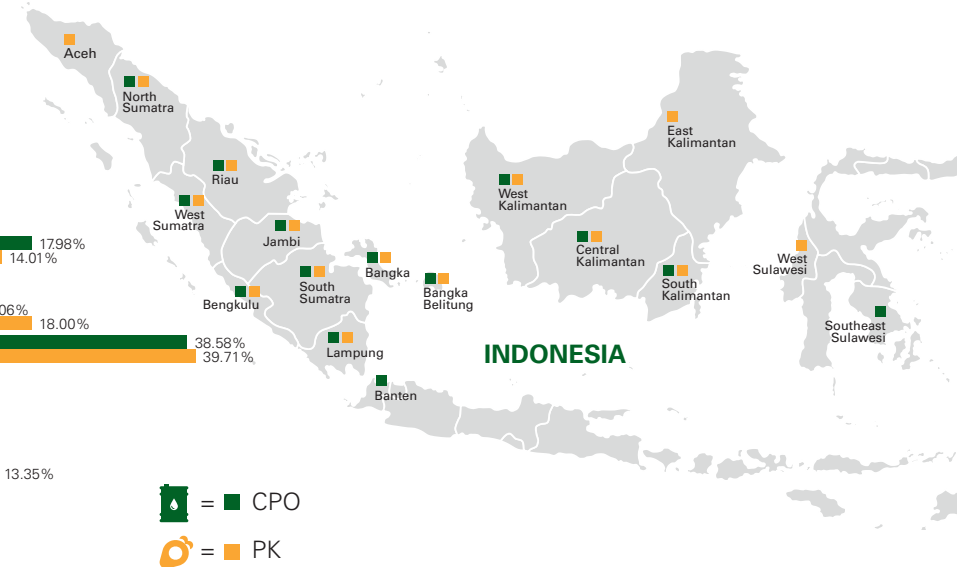 Aceh
North
Sumatra
Riau
West
Sumatra
Jambi
Bengkulu
South
Sumatra
Bangka
Bangka
Belitung
Lampung
Banten
East
Kalimantan
West
Kalimantan
Central
Kalimantan
South
Kalimantan
West
Sulawesi
Southeast
Sulawesi
INDONESIA
17.98%
14.01%
06%
18.00%
38.58%
39.71%
13.35%
= CPO
= PK